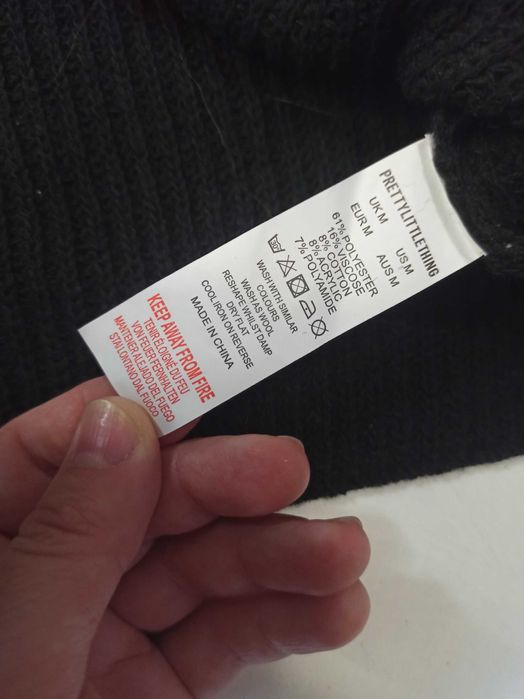 PRETTYLITTLETHING
UK M US M
EUR M AUS M
61% POLYESTER
16% VISCOSE
8% COTTON
8% ACRYLIC
7% POLYAMIDE
30°
WASH WITH SIMILAR
COLOURS
WASH AS WOOL
RESHAPE WHILST DAMP
DRY FLAT
COOL IRON ON REVERSE
MADE IN CHINA
KEEP AWAY FROM FIRE
TENIR ÉLOIGNÉ DU FEU
VON FEUER FERNHALTEN
MANTENER ALEJADO DEL FUEGO
STAI LONTANO DAL FUOCO